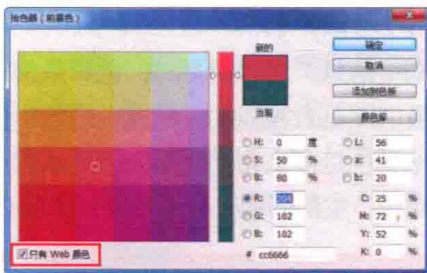 拾色器（前景色）
新的
当前
确定
取消
添加到色板
颜色库
H: 0 度
S: 50 %
B: 80 %
R: 204
G: 102
B: 102
L: 56
a: 41
b: 20
C: 25 %
M: 72 %
Y: 52 %
K: 0 %
# cc6666
只有 Web 颜色